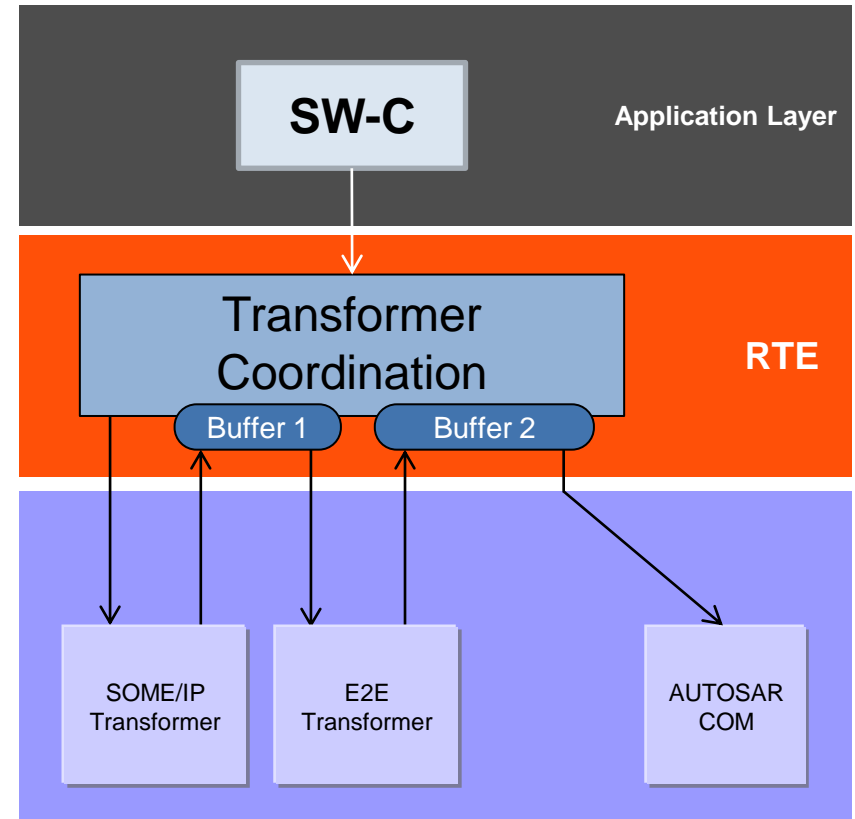 SW-C
Application Layer
Transformer
Coordination
RTE
Buffer 1
Buffer 2
SOME/IP
Transformer
E2E
Transformer
AUTOSAR
COM